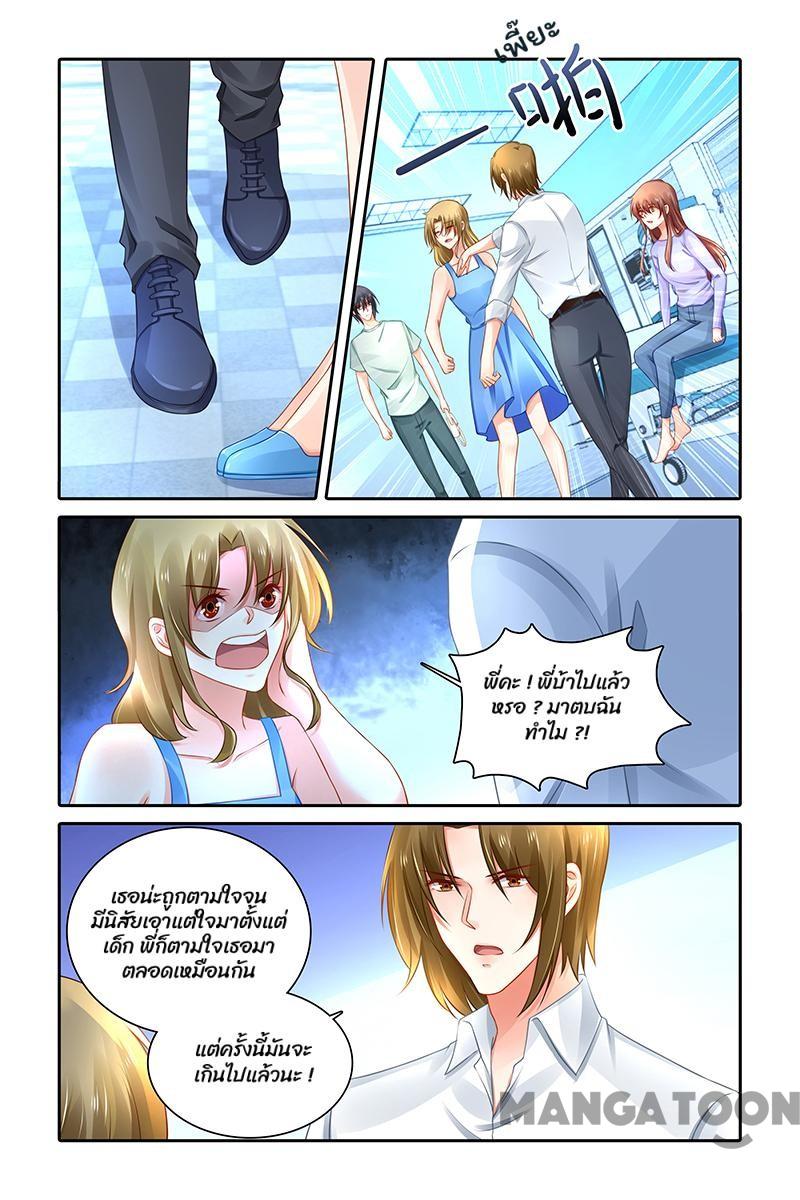 เพี๊ยะ
啪
พี่คะ ! พี่บ้าไปแล้ว
หรอ ? มาตบฉัน
ทำไม ?!
เธอน่ะถูกตามใจจน
มีนิสัยเอาแต่ใจมาตั้งแต่
เด็ก พี่ก็ตามใจเธอมา
ตลอดเหมือนกัน
แต่ครั้งนี้มันจะ
เกินไปแล้วนะ !
MANGATOON